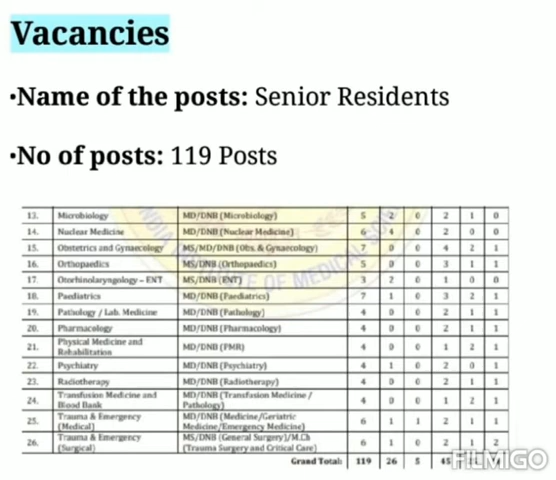 Vacancies
•Name of the posts: Senior Residents
•No of posts: 119 Posts
13. Microbiology MD/DNB (Microbiology) 5 2 0 2 1 0
14. Nuclear Medicine MD/DNB (Nuclear Medicine) 6 4 0 2 0 0
15. Obstetrics and Gynaecology MS/MD/DNB (Obs. & Gynaecology) 7 0 0 4 2 1
16. Orthopaedics MS/DNB (Orthopaedics) 5 0 0 3 1 1
17. Otorhinolaryngology – ENT MS/DNB (ENT) 3 2 0 1 0 0
18. Paediatrics MD/DNB (Paediatrics) 7 1 0 3 2 1
19. Pathology / Lab. Medicine MD/DNB (Pathology) 4 0 0 2 1 1
20. Pharmacology MD/DNB (Pharmacology) 4 0 0 2 1 1
21. Physical Medicine and
Rehabilitation MD/DNB (PMR) 4 0 0 1 2 1
22. Psychiatry MD/DNB (Psychiatry) 4 1 0 2 0 1
23. Radiotherapy MD/DNB (Radiotherapy) 4 0 0 2 1 1
24. Transfusion Medicine and MD/DNB (Transfusion Medicine /
Blood Bank Pathology) 4 0 0 1 2 1
25. Trauma & Emergency MD/DNB (Medicine/Geriatric
(Medical) Medicine/Emergency Medicine) 6 1 1 2 1 1
26. Trauma & Emergency MS/DNB (General Surgery)/M.Ch
(Surgical) (Trauma Surgery and Critical Care) 6 1 0 2 1 2
Grand Total: 119 26 5 45
INSTITUTE OF MEDICAL
FILMIGO